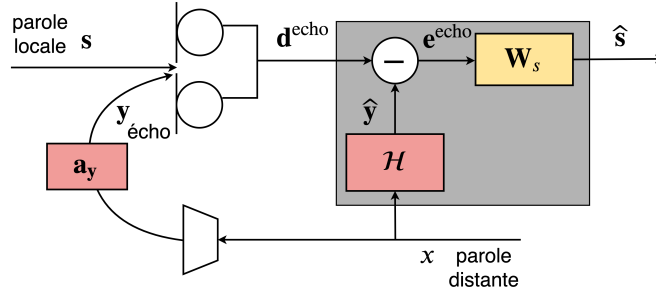 parole
locale s
d^echo
e^echo
W_s
ŝ
−
y
écho
ŷ
a_y
ℋ
x parole
distante